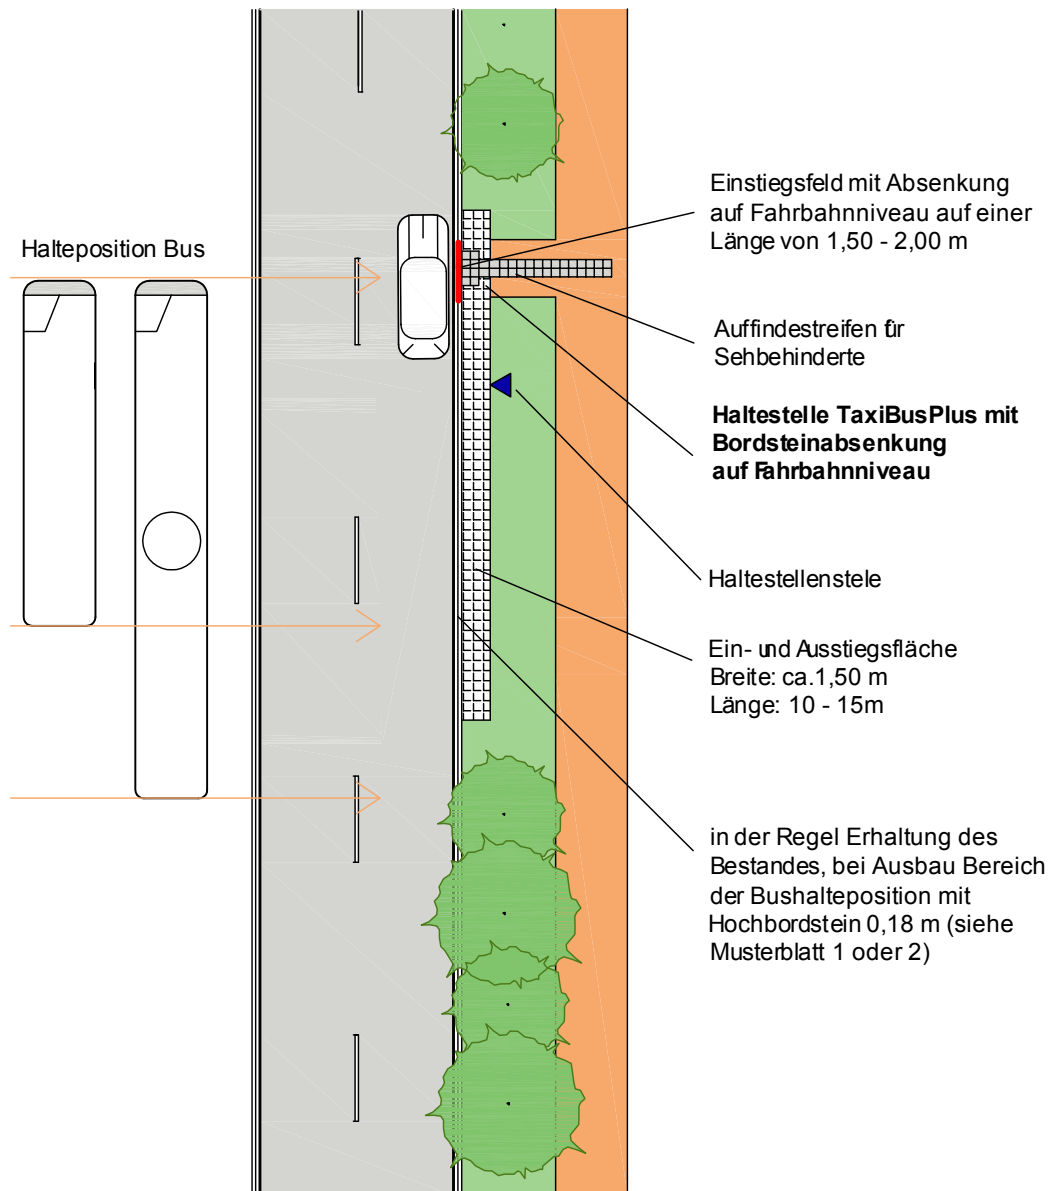 Halteposition Bus
Einstiegsfeld mit Absenkung
auf Fahrbahnniveau auf einer
Länge von 1,50 - 2,00 m
Auffindestreifen für
Sehbehinderte
Haltestelle TaxiBusPlus mit
Bordsteinabsenkung
auf Fahrbahnniveau
Haltestellenstele
Ein- und Ausstiegsfläche
Breite: ca.1,50 m
Länge: 10 - 15m
in der Regel Erhaltung des
Bestandes, bei Ausbau Bereich
der Bushalteposition mit
Hochbordstein 0,18 m (siehe
Musterblatt 1 oder 2)